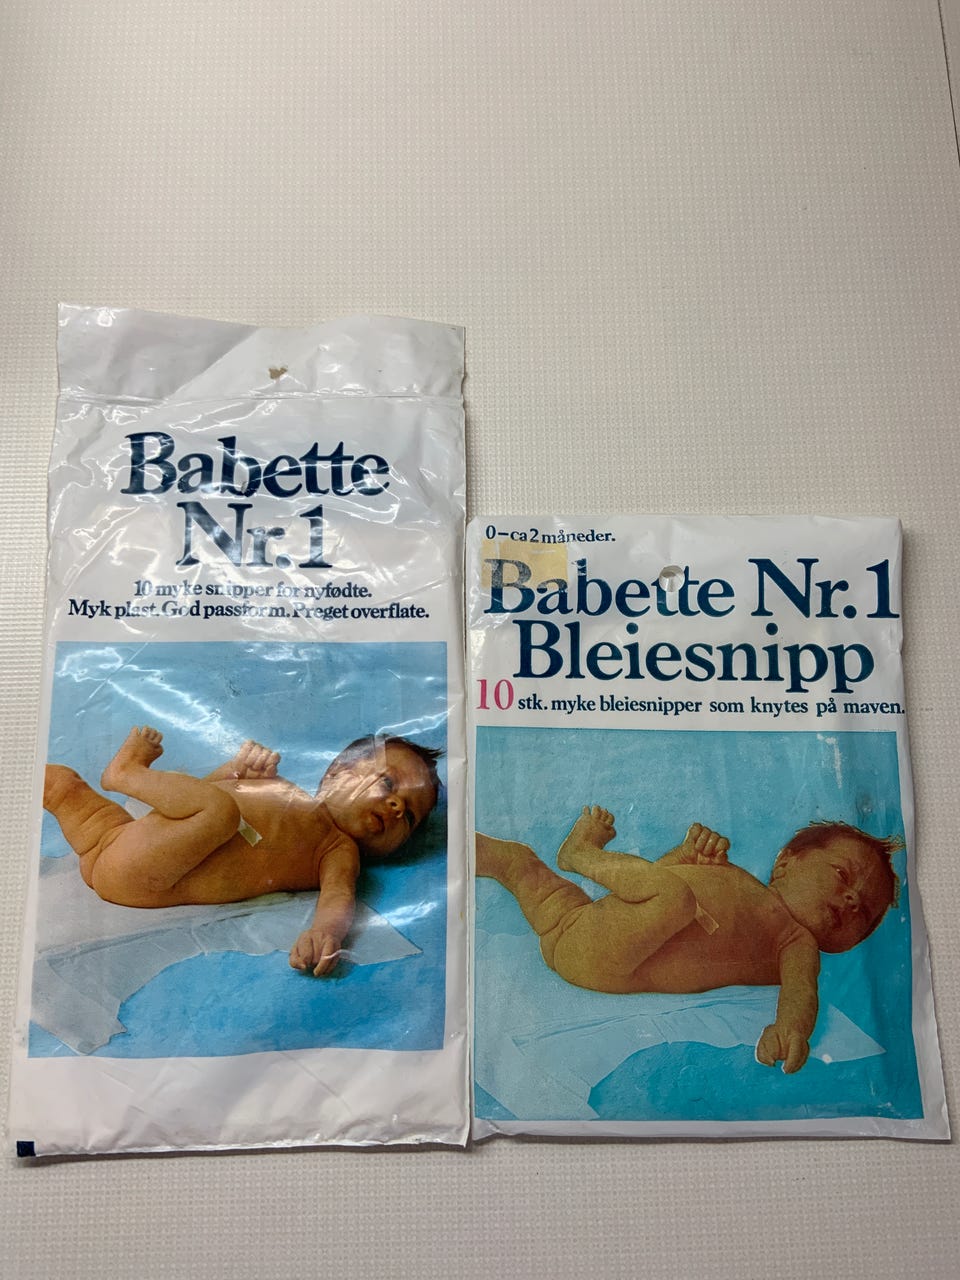 Babette
Nr.1
10 myke snipper for nyfødte.
Myk plast. God passform. Preget overflate.
0–ca 2 måneder.
Babette Nr.1
Bleiesnipp
10 stk. myke bleiesnipper som knytes på maven.